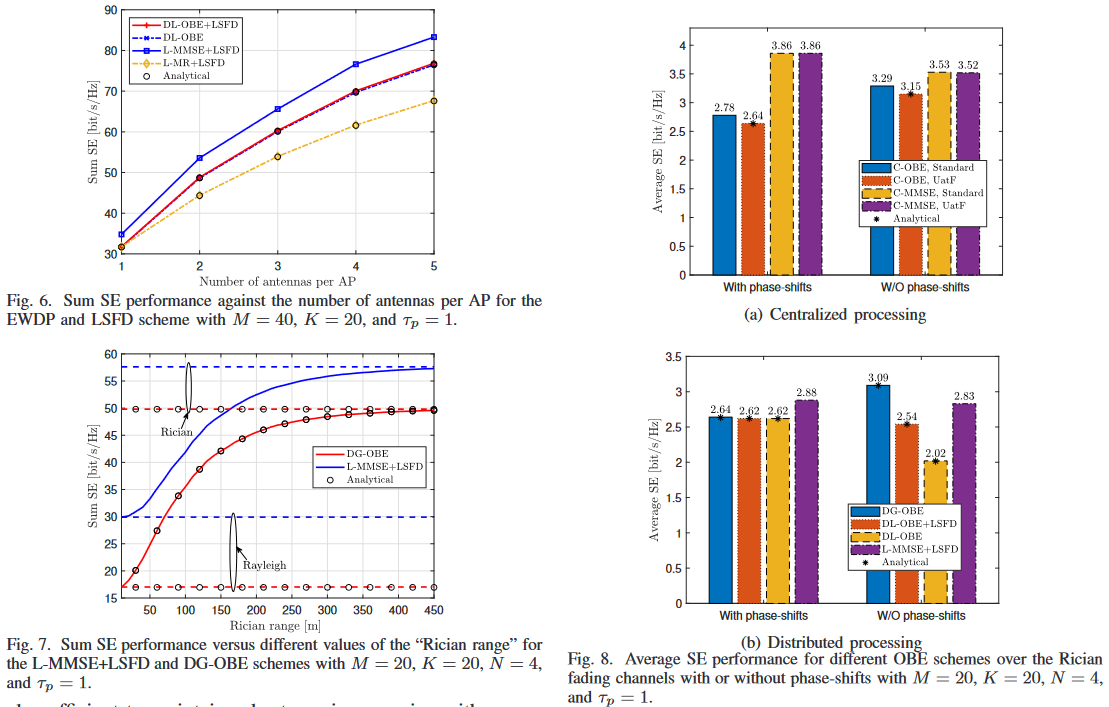 90
80
70
60
50
40
30
Sum SE [bit/s/Hz]
DL-OBE+LSFD
DL-OBE
L-MMSE+LSFD
L-MR+LSFD
Analytical
1 2 3 4 5
Number of antennas per AP
Fig. 6. Sum SE performance against the number of antennas per AP for the
EWDP and LSFD scheme with M = 40, K = 20, and τp = 1.
60
55
50
45
40
35
30
25
20
15
Sum SE [bit/s/Hz]
Rician
DG-OBE
L-MMSE+LSFD
Analytical
Rayleigh
50 100 150 200 250 300 350 400 450
Rician range [m]
Fig. 7. Sum SE performance versus different values of the “Rician range” for
the L-MMSE+LSFD and DG-OBE schemes with M = 20, K = 20, N = 4,
and τp = 1.
4
3.5
3
2.5
2
1.5
1
0.5
0
Average SE [bit/s/Hz]
2.78 2.64 3.86 3.86 3.29 3.15 3.53 3.52
C-OBE, Standard
C-OBE, UatF
C-MMSE, Standard
C-MMSE, UatF
Analytical
With phase-shifts W/O phase-shifts
(a) Centralized processing
3.5
3
2.5
2
1.5
1
0.5
0
Average SE [bit/s/Hz]
2.64 2.62 2.62 2.88 3.09 2.54 2.02 2.83
DG-OBE
DL-OBE+LSFD
DL-OBE
L-MMSE+LSFD
Analytical
With phase-shifts W/O phase-shifts
(b) Distributed processing
Fig. 8. Average SE performance for different OBE schemes over the Rician
fading channels with or without phase-shifts with M = 20, K = 20, N = 4,
and τp = 1.